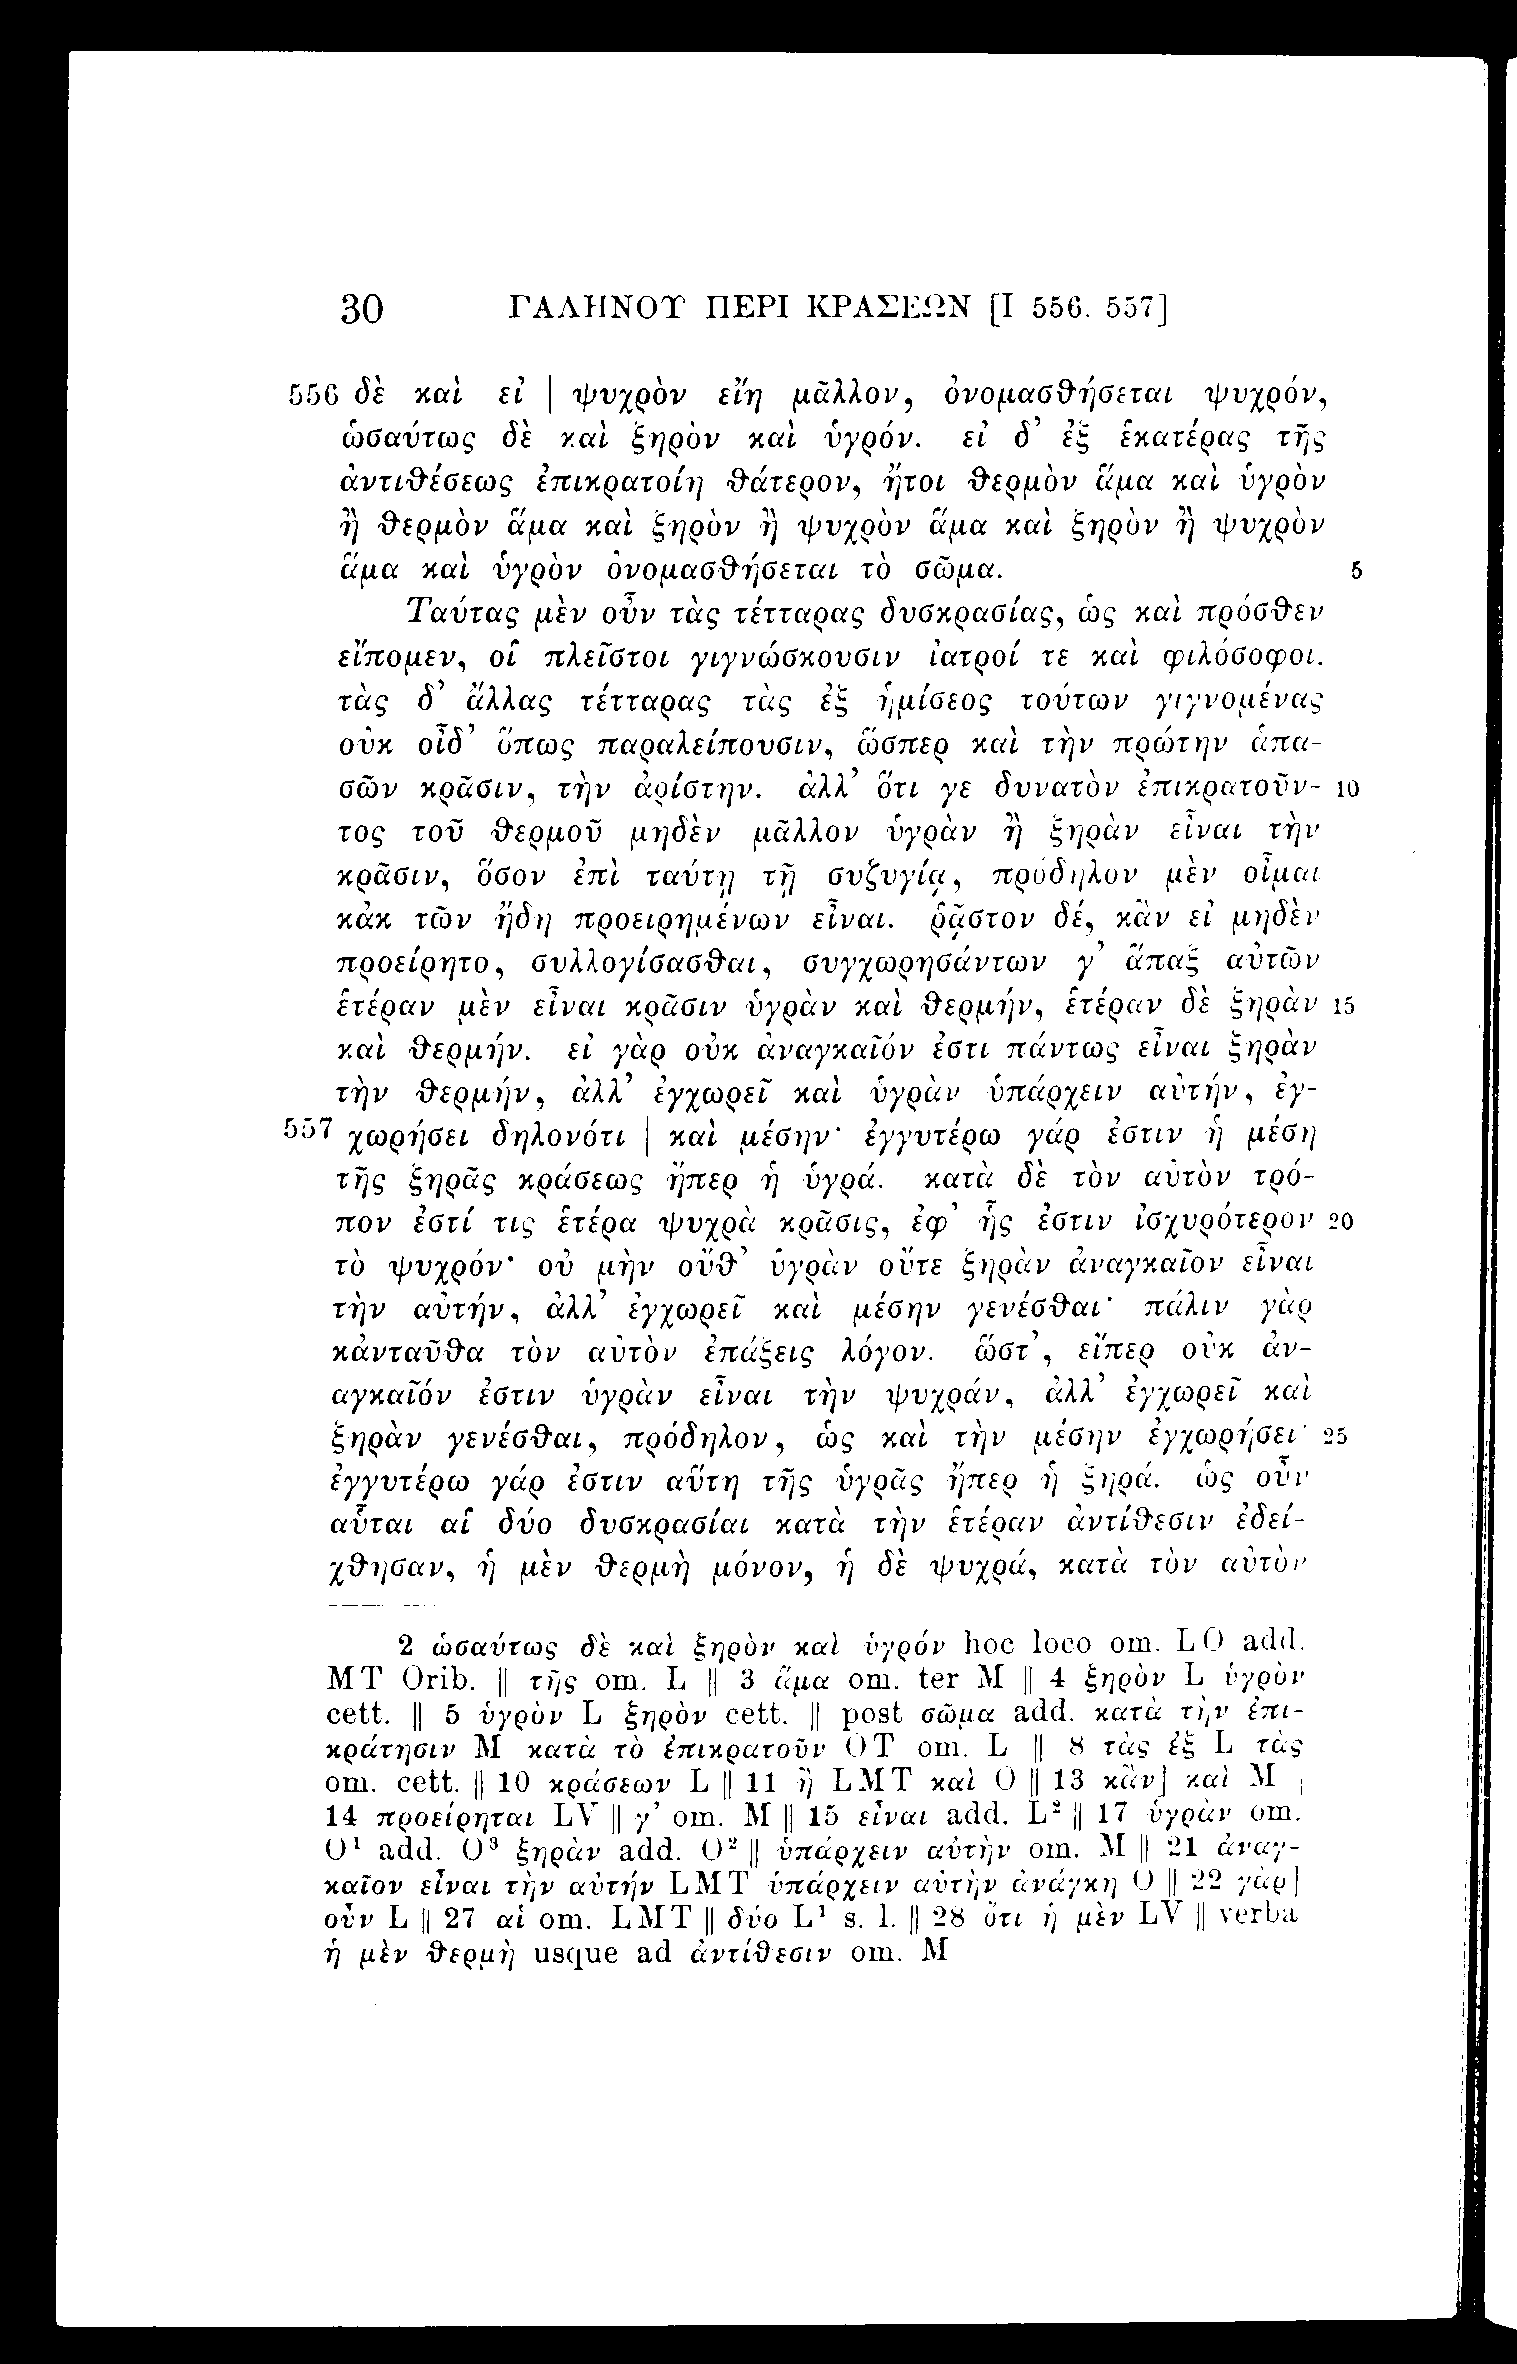 30 ΓΑΛΗΝΟΥ ΠΕΡΙ ΚΡΑΣΕΩΝ [I 556. 557]
556 δὲ καὶ εἰ | ψυχρὸν εἴη μᾶλλον, ὀνομασθήσεται ψυχρόν,
ὡσαύτως δὲ καὶ ξηρὸν καὶ ὑγρόν. εἰ δ’ ἐξ ἑκατέρας τῆς
ἀντιθέσεως ἐπικρατοίη θάτερον, ἤτοι θερμὸν ἅμα καὶ ὑγρὸν
ἢ θερμὸν ἅμα καὶ ξηρὸν ἢ ψυχρὸν ἅμα καὶ ξηρὸν ἢ ψυχρὸν
ἅμα καὶ ὑγρὸν ὀνομασθήσεται τὸ σῶμα. 5
Ταύτας μὲν οὖν τὰς τέτταρας δυσκρασίας, ὡς καὶ πρόσθεν
εἴπομεν, οἱ πλεῖστοι γιγνώσκουσιν ἰατροί τε καὶ φιλόσοφοι.
τὰς δ’ ἄλλας τέτταρας τὰς ἐξ ἡμίσεος τούτων γιγνομένας
οὐκ οἶδ’ ὅπως παραλείπουσιν, ὥσπερ καὶ τὴν πρώτην ἁπα-
σῶν κρᾶσιν, τὴν ἀρίστην. ἀλλ’ ὅτι γε δυνατὸν ἐπικρατοῦν- 10
τος τοῦ θερμοῦ μηδὲν μᾶλλον ὑγρὰν ἢ ξηρὰν εἶναι τὴν
κρᾶσιν, ὅσον ἐπὶ ταύτῃ τῇ συζυγίᾳ, πρόδηλον μὲν οἶμαι
κἀκ τῶν ἤδη προειρημένων εἶναι. ῥᾷστον δέ, κἂν εἰ μηδὲν
προείρητο, συλλογίσασθαι, συγχωρησάντων γ’ ἅπαξ αὐτῶν
ἑτέραν μὲν εἶναι κρᾶσιν ὑγρὰν καὶ θερμήν, ἑτέραν δὲ ξηρὰν 15
καὶ θερμήν. εἰ γὰρ οὐκ ἀναγκαῖόν ἐστι πάντως εἶναι ξηρὰν
τὴν θερμήν, ἀλλ’ ἐγχωρεῖ καὶ ὑγρὰν ὑπάρχειν αὐτήν, ἐγ-
557 χωρήσει δηλονότι | καὶ μέσην· ἐγγυτέρω γάρ ἐστιν ἡ μέση
τῆς ξηρᾶς κράσεως ἤπερ ἡ ὑγρά. κατὰ δὲ τὸν αὐτὸν τρό-
πον ἐστί τις ἑτέρα ψυχρὰ κρᾶσις, ἐφ’ ἧς ἐστιν ἰσχυρότερον 20
τὸ ψυχρόν· οὐ μὴν οὔθ’ ὑγρὰν οὔτε ξηρὰν ἀναγκαῖον εἶναι
τὴν αὐτήν, ἀλλ’ ἐγχωρεῖ καὶ μέσην γενέσθαι· πάλιν γὰρ
κἀνταῦθα τὸν αὐτὸν ἐπάξεις λόγον. ὥστ’, εἴπερ οὐκ ἀν-
αγκαῖόν ἐστιν ὑγρὰν εἶναι τὴν ψυχράν, ἀλλ’ ἐγχωρεῖ καὶ
ξηρὰν γενέσθαι, πρόδηλον, ὡς καὶ τὴν μέσην ἐγχωρήσει· 25
ἐγγυτέρω γάρ ἐστιν αὕτη τῆς ὑγρᾶς ἤπερ ἡ ξηρά. ὡς οὖν
αὗται αἱ δύο δυσκρασίαι κατὰ τὴν ἑτέραν ἀντίθεσιν ἐδεί-
χθησαν, ἡ μὲν θερμὴ μόνον, ἡ δὲ ψυχρά, κατὰ τὸν αὐτὸν
2 ὡσαύτως δὲ καὶ ξηρὸν καὶ ὑγρόν hoc loco om. LO add.
MT Orib. || τῆς om. L || 3 ἅμα om. ter M || 4 ξηρὸν L ὑγρὸν
cett. || 5 ὑγρὸν L ξηρὸν cett. || post σῶμα add. κατὰ τὴν ἐπι-
κράτησιν M κατὰ τὸ ἐπικρατοῦν OT om. L || 8 τὰς ἐξ L τὰς
om. cett. || 10 κράσεων L || 11 ἢ LMT καὶ O || 13 κἂν] καὶ M |
14 προείρηται LV || γ’ om. M || 15 εἶναι add. L² || 17 ὑγρὰν om.
O¹ add. O³ ξηρὰν add. O² || ὑπάρχειν αὐτὴν om. M || 21 ἀναγ-
καῖον εἶναι τὴν αὐτήν LMT ὑπάρχειν αὐτὴν ἀνάγκη O || 22 γὰρ]
οὖν L || 27 αἱ om. LMT || δύο L¹ s. l. || 28 ὅτι ἡ μὲν LV || verba
ἡ μὲν θερμὴ usque ad ἀντίθεσιν om. M